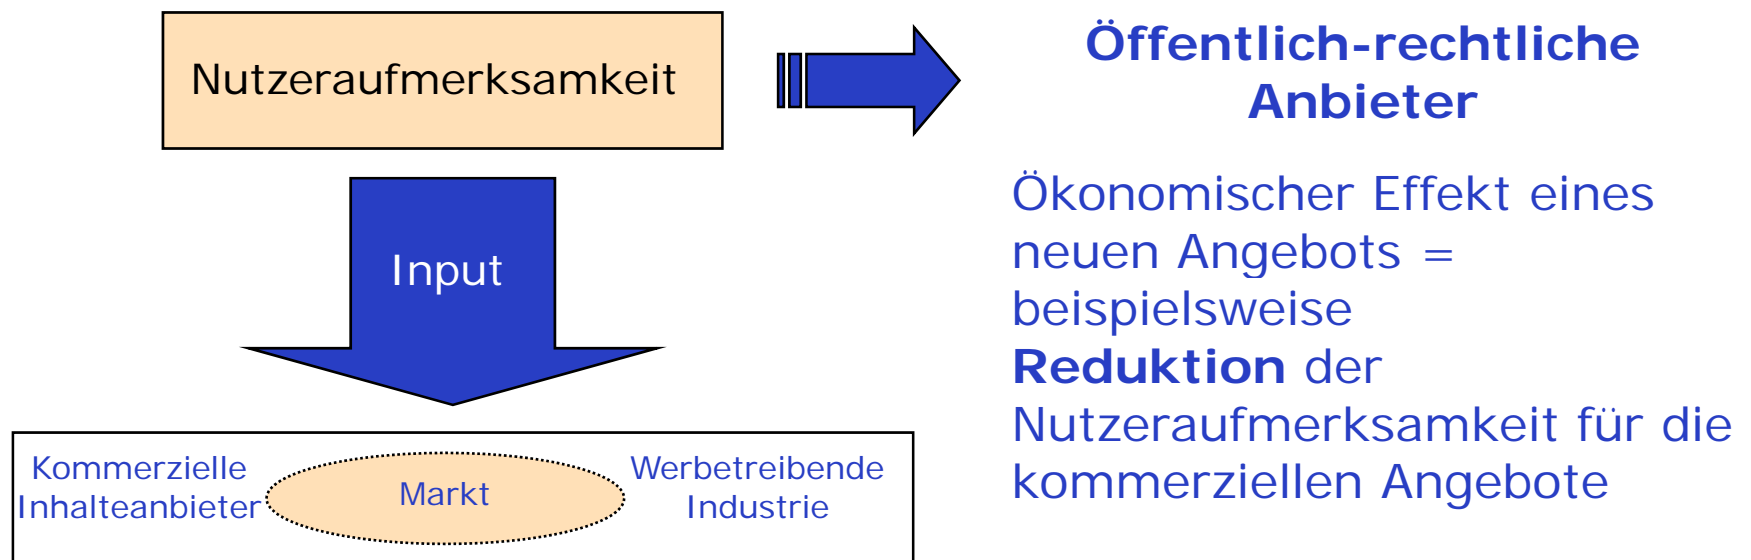 Nutzeraufmerksamkeit
Öffentlich-rechtliche
Anbieter
Input
Ökonomischer Effekt eines
neuen Angebots =
beispielsweise
Reduktion der
Nutzeraufmerksamkeit für die
kommerziellen Angebote
Kommerzielle
Inhalteanbieter
Markt
Werbetreibende
Industrie